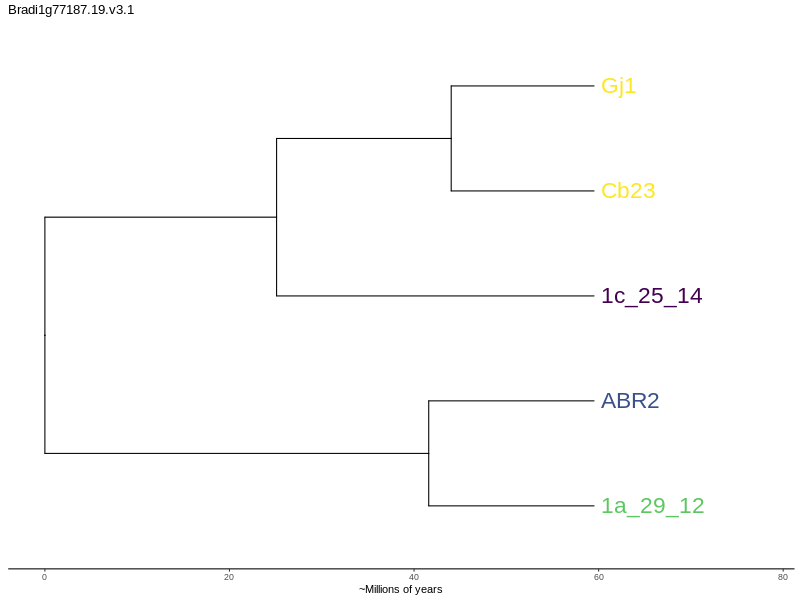 Bradi1g77187.19.v3.1
Gj1
Cb23
1c_25_14
ABR2
1a_29_12
0 20 40 60 80
~Millions of years